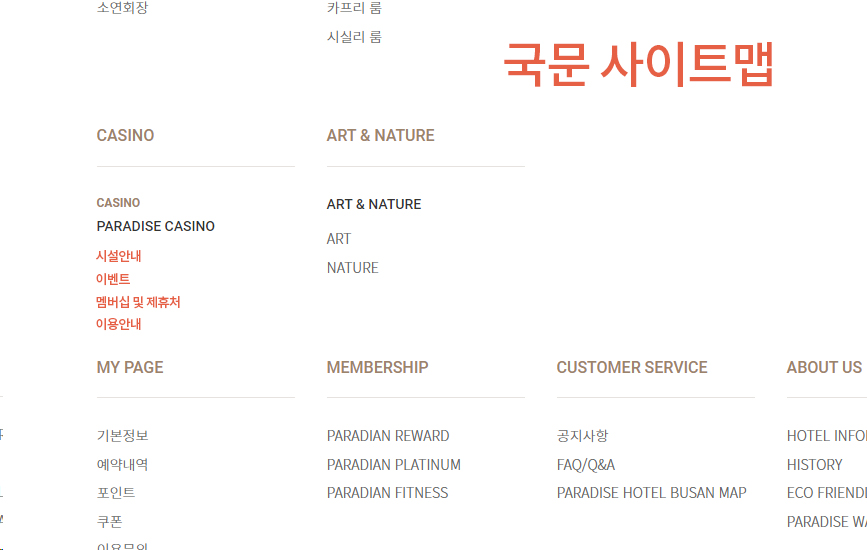 소연회장
카프리 룸
시실리 룸
국문 사이트맵
CASINO
ART & NATURE
CASINO
PARADISE CASINO
시설안내
이벤트
멤버십 및 제휴처
이용안내
ART & NATURE
ART
NATURE
MY PAGE
MEMBERSHIP
CUSTOMER SERVICE
ABOUT US
기본정보
예약내역
포인트
쿠폰
이용문의
PARADIAN REWARD
PARADIAN PLATINUM
PARADIAN FITNESS
공지사항
FAQ/Q&A
PARADISE HOTEL BUSAN MAP
HOTEL INFO
HISTORY
ECO FRIEND
PARADISE WA